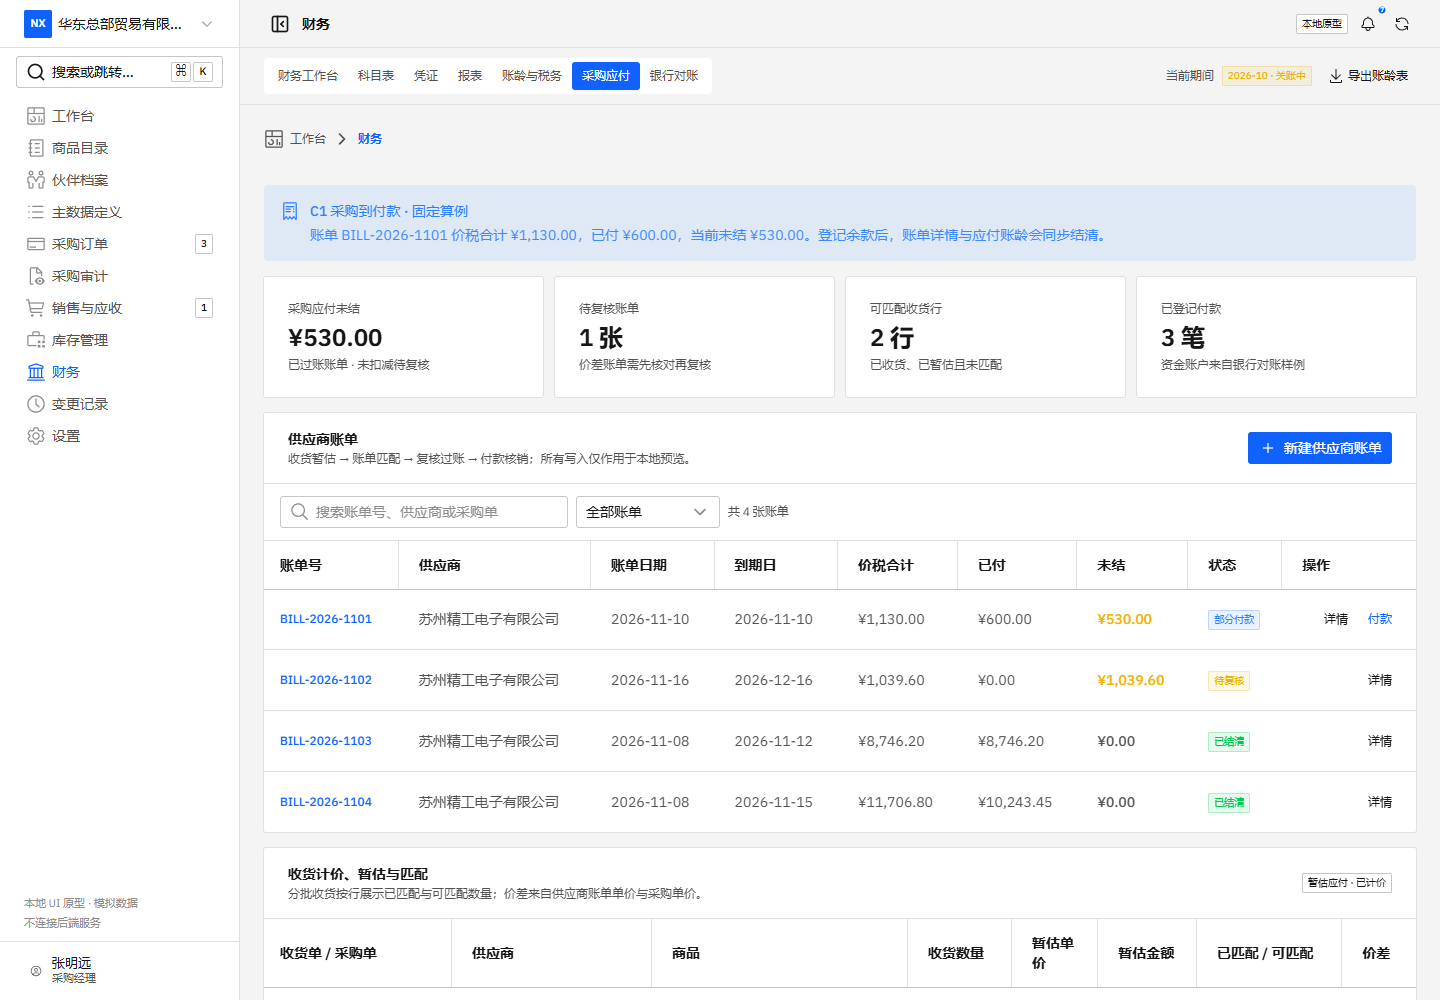 NX 华东总部贸易有限...
搜索或跳转... ⌘ K
工作台
商品目录
伙伴档案
主数据定义
采购订单 3
采购审计
销售与应收 1
库存管理
财务
变更记录
设置
本地 UI 原型 · 模拟数据
不连接后端服务
张明远
采购经理
财务
本地原型
?
财务工作台 科目表 凭证 报表 账龄与税务 采购应付 银行对账
当前期间 2026-10 · 关账中 导出账龄表
工作台 财务
C1 采购到付款 · 固定算例
账单 BILL-2026-1101 价税合计 ¥1,130.00，已付 ¥600.00，当前未结 ¥530.00。登记余款后，账单详情与应付账龄会同步结清。
采购应付未结
¥530.00
已过账账单 · 未扣减待复核
待复核账单
1 张
价差账单需先核对再复核
可匹配收货行
2 行
已收货、已暂估且未匹配
已登记付款
3 笔
资金账户来自银行对账样例
供应商账单
收货暂估 → 账单匹配 → 复核过账 → 付款核销；所有写入仅作用于本地预览。
新建供应商账单
搜索账单号、供应商或采购单 全部账单 共 4 张账单
账单号 供应商 账单日期 到期日 价税合计 已付 未结 状态 操作
BILL-2026-1101 苏州精工电子有限公司 2026-11-10 2026-11-10 ¥1,130.00 ¥600.00 ¥530.00 部分付款 详情 付款
BILL-2026-1102 苏州精工电子有限公司 2026-11-16 2026-12-16 ¥1,039.60 ¥0.00 ¥1,039.60 待复核 详情
BILL-2026-1103 苏州精工电子有限公司 2026-11-08 2026-11-12 ¥8,746.20 ¥8,746.20 ¥0.00 已结清 详情
BILL-2026-1104 苏州精工电子有限公司 2026-11-08 2026-11-15 ¥11,706.80 ¥10,243.45 ¥0.00 已结清 详情
收货计价、暂估与匹配
分批收货按行展示已匹配与可匹配数量；价差来自供应商账单单价与采购单价。
暂估应付 · 已计价
收货单 / 采购单 供应商 商品 收货数量 暂估单价 暂估金额 已匹配 / 可匹配 价差